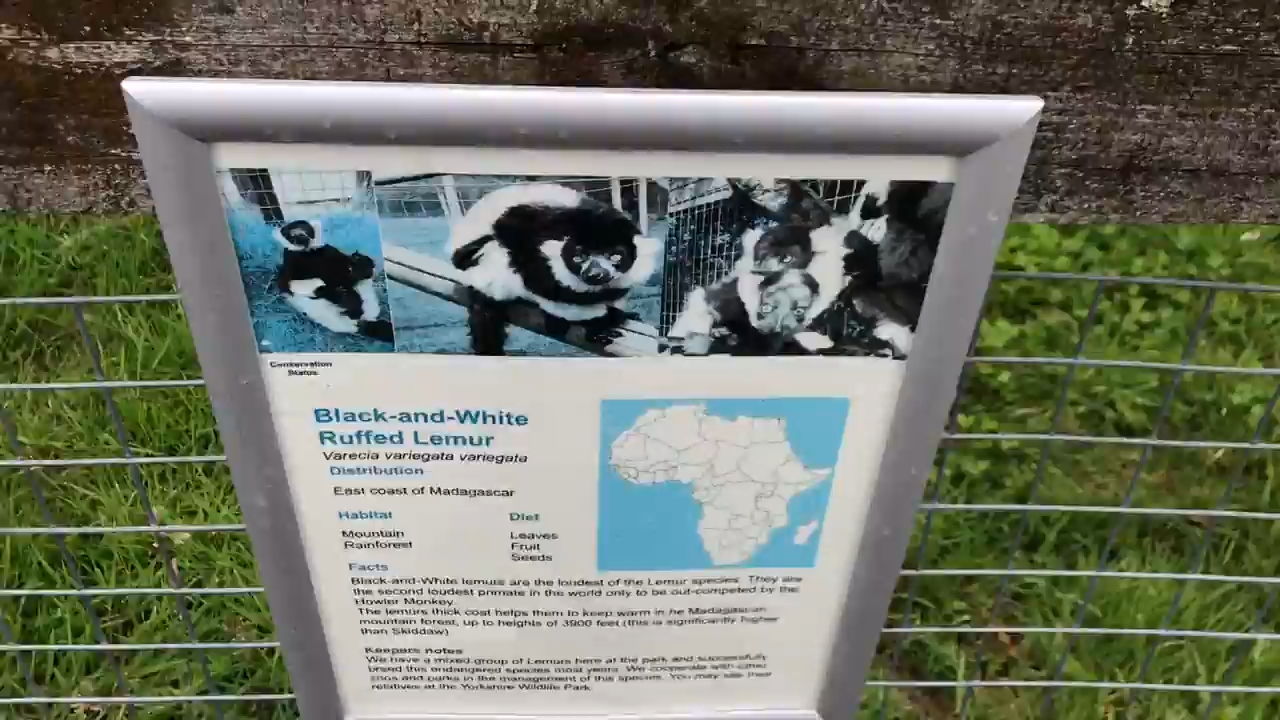 Conservation
Status
Black-and-White
Ruffed Lemur
Varecia variegata variegata
Distribution
East coast of Madagascar
Habitat
Mountain
Rainforest
Diet
Leaves
Fruit
Seeds
Facts
Black-and-White lemurs are the loudest of the Lemur species. They are
the second loudest primate in the world only to be out-competed by the
Howler Monkey.
The lemurs thick coat helps them to keep warm in he Madagascan
mountain forest, up to heights of 3900 feet (this is significantly higher
than Skiddaw)
Keepers notes
We have a mixed group of Lemurs here at the park and successfully
breed this endangered species most years. We cooperate with other
zoos and parks in the management of this species. You may see their
relatives at the Yorkshire Wildlife Park.